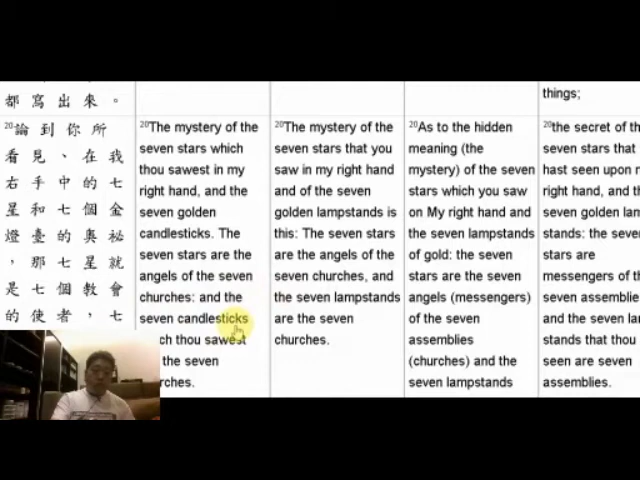 都寫出來。
20論到你所
看見、在我
右手中的七
星和七個金
燈臺的奧祕
，那七星就
是七個教會
的使者，七
20The mystery of the
seven stars which
thou sawest in my
right hand, and the
seven golden
candlesticks. The
seven stars are the
angels of the seven
churches: and the
seven candlesticks
thou sawest
the seven
20The mystery of the
seven stars that you
saw in my right hand
and of the seven
golden lampstands is
this: The seven stars
are the angels of the
seven churches, and
the seven lampstands
are the seven
churches.
20As to the hidden
meaning (the
mystery) of the seven
stars which you saw
on My right hand and
the seven lampstands
of gold: the seven
stars are the seven
angels (messengers)
of the seven
assemblies
(churches) and the
seven lampstands
things;
20the secret of th
seven stars that
hast seen upon
right hand, and th
seven golden lam
stands: the seve
stars are
messengers of th
seven assemblie
and the seven la
stands that thou
seen are seven
assemblies.